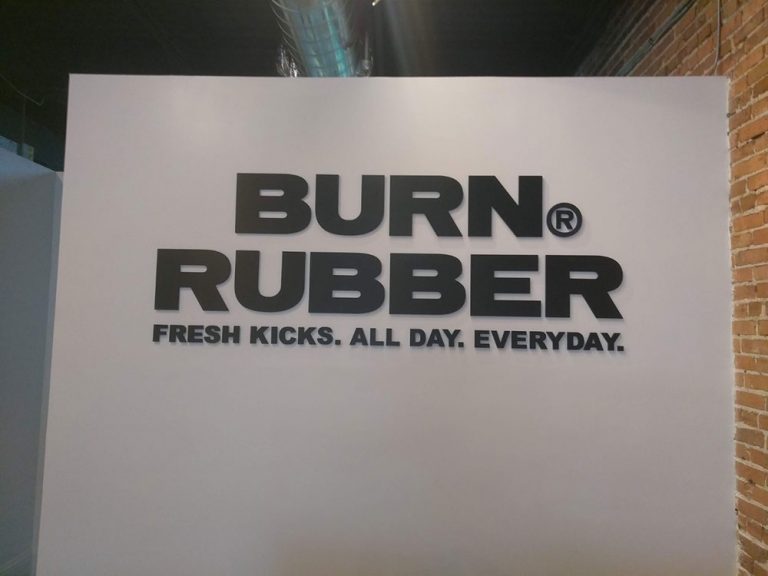 BURN®
RUBBER
FRESH KICKS. ALL DAY. EVERYDAY.